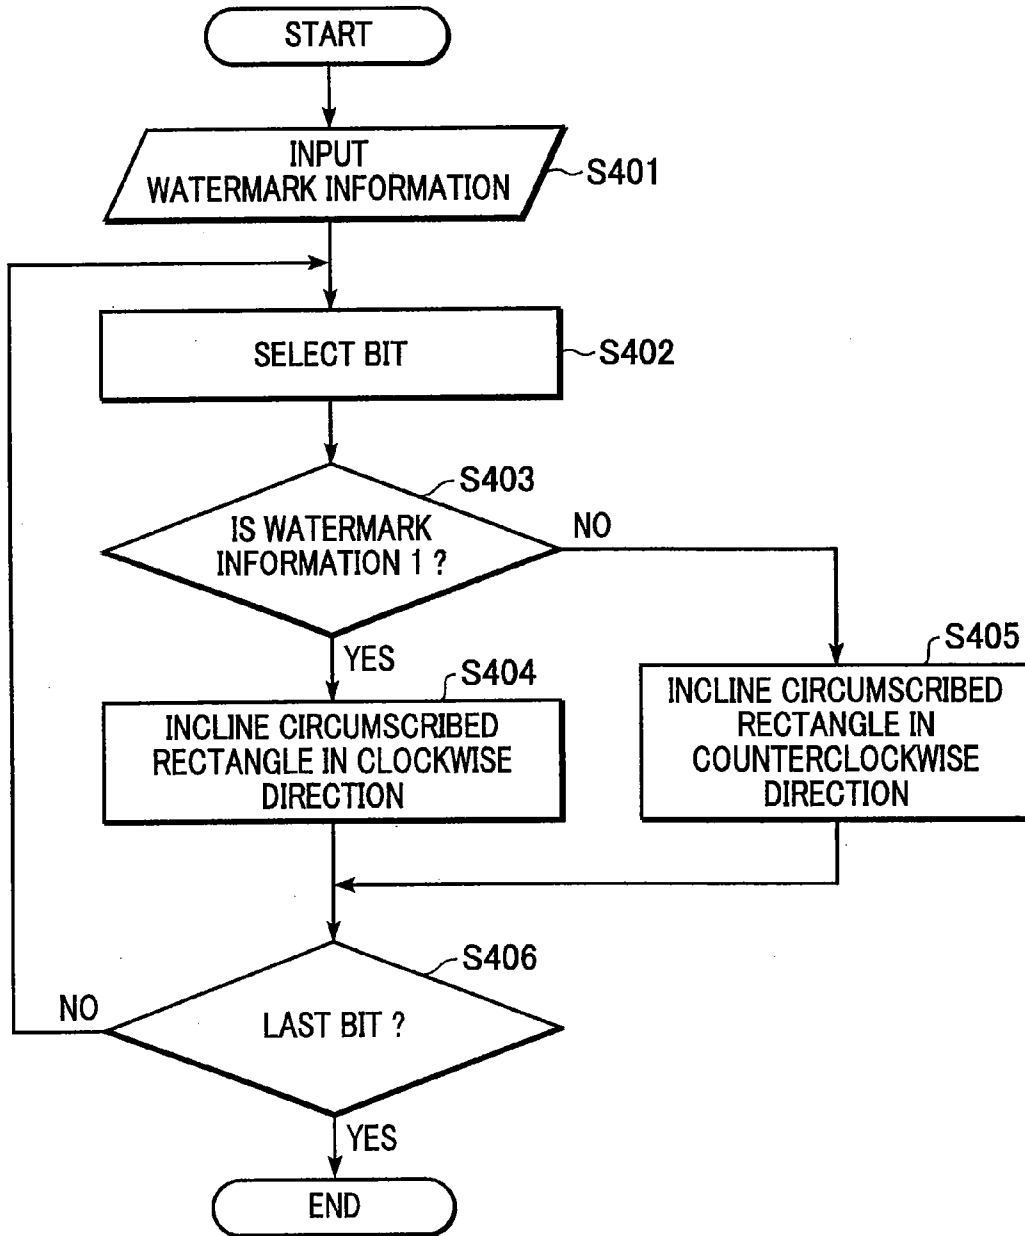 START
INPUT
WATERMARK INFORMATION
S401
SELECT BIT
S402
S403
IS WATERMARK
INFORMATION 1 ?
NO
YES
S404
INCLINE CIRCUMSCRIBED
RECTANGLE IN CLOCKWISE
DIRECTION
S405
INCLINE CIRCUMSCRIBED
RECTANGLE IN
COUNTERCLOCKWISE
DIRECTION
S406
LAST BIT ?
NO
YES
END